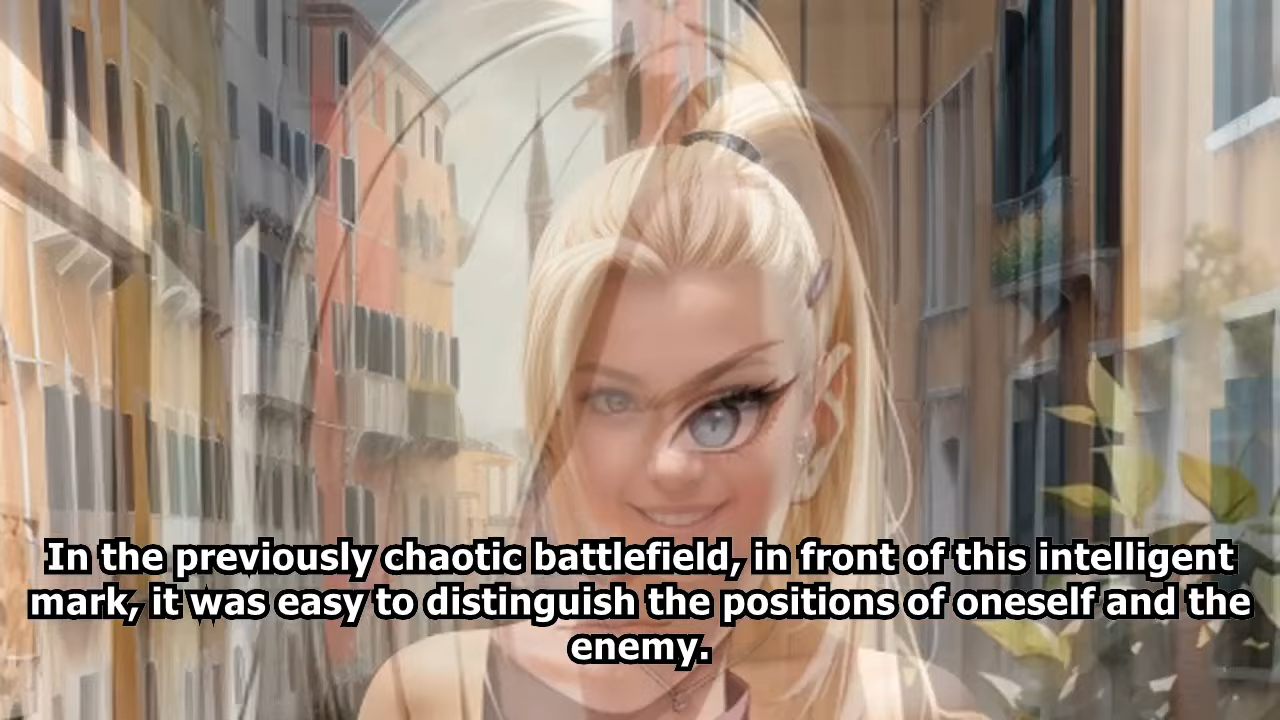 In the previously chaotic battlefield, in front of this intelligent
mark, it was easy to distinguish the positions of oneself and the
enemy.